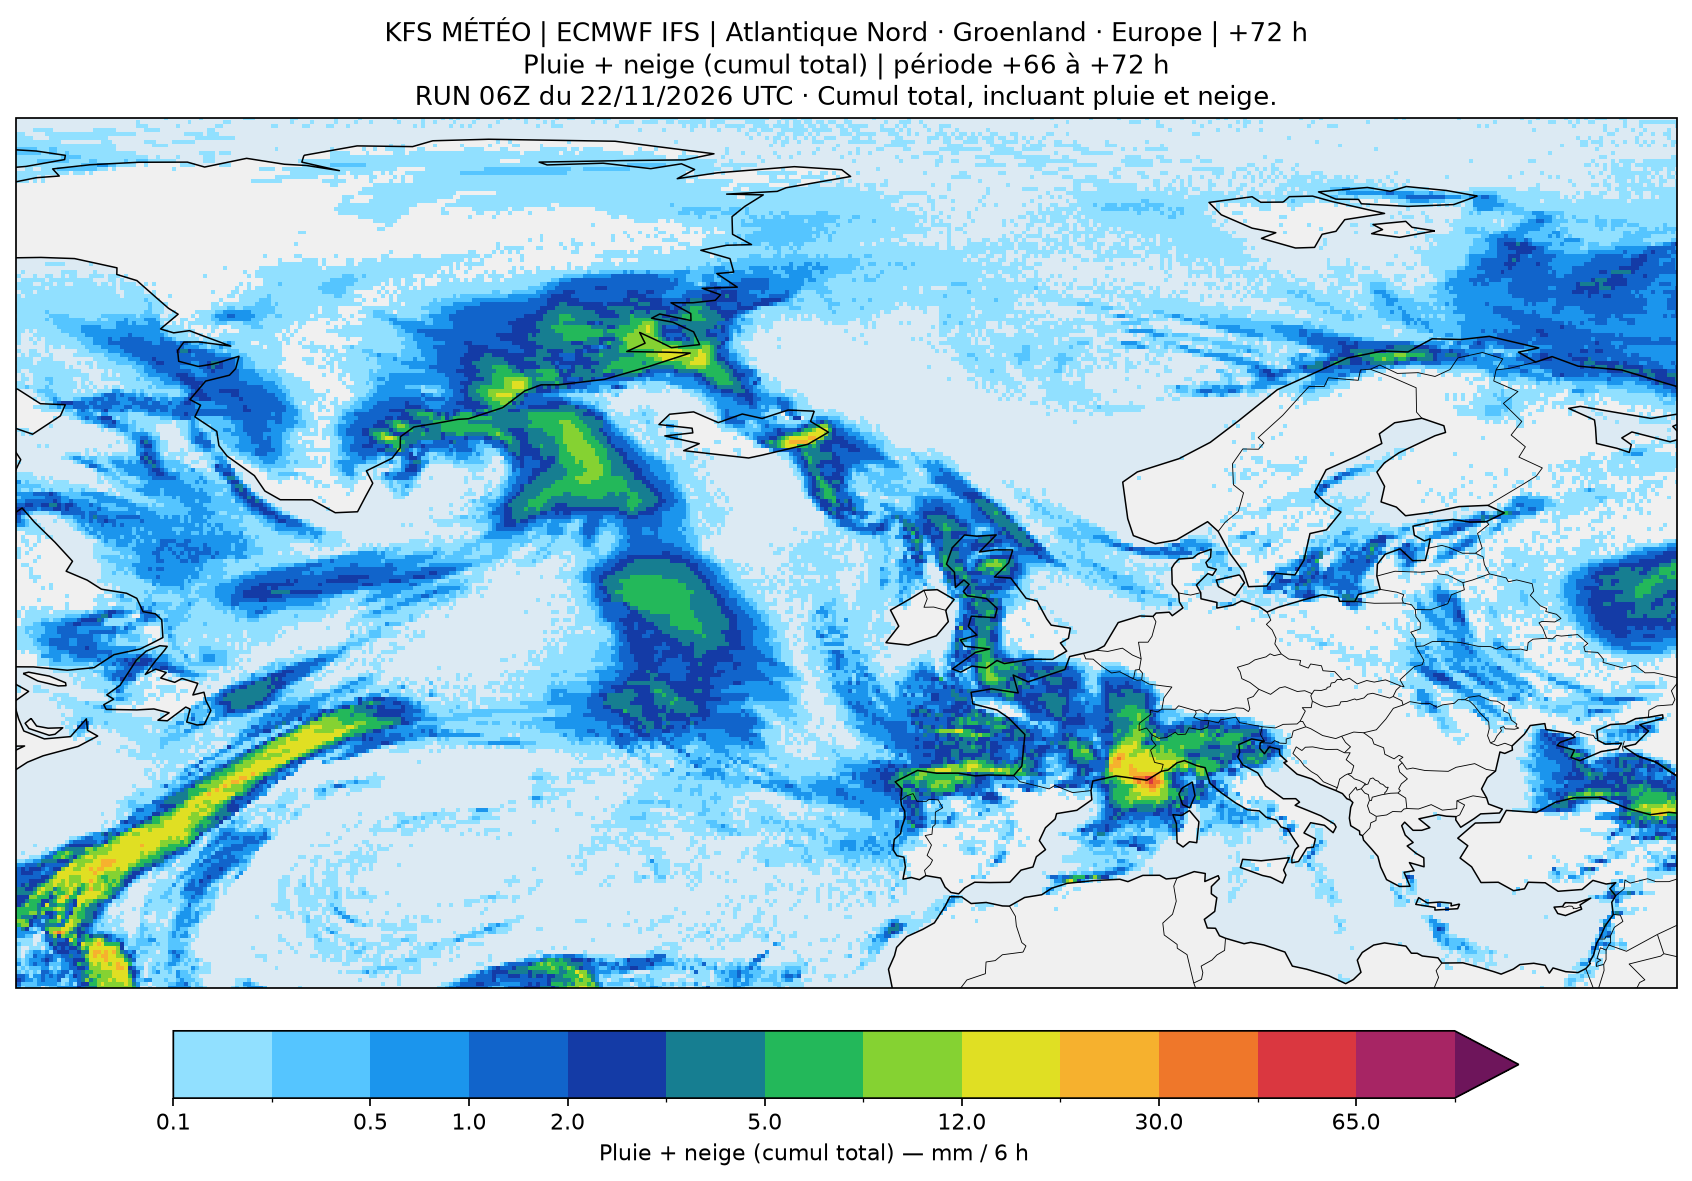 KFS MÉTÉO | ECMWF IFS | Atlantique Nord · Groenland · Europe | +72 h
Pluie + neige (cumul total) | période +66 à +72 h
RUN 06Z du 22/11/2026 UTC · Cumul total, incluant pluie et neige.
0.1 0.5 1.0 2.0 5.0 12.0 30.0 65.0
Pluie + neige (cumul total) — mm / 6 h